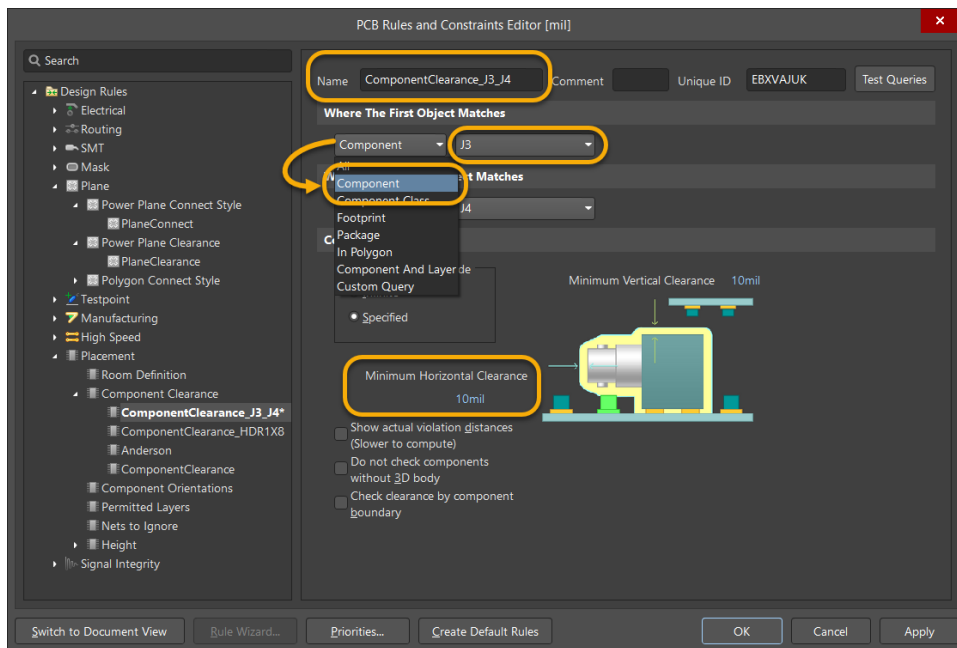 PCB Rules and Constraints Editor [mil]
Search
Design Rules
Electrical
Routing
SMT
Mask
Plane
Power Plane Connect Style
PlaneConnect
Power Plane Clearance
PlaneClearance
Polygon Connect Style
Testpoint
Manufacturing
High Speed
Placement
Room Definition
Component Clearance
ComponentClearance_J3_J4*
ComponentClearance_HDR1X8
Anderson
ComponentClearance
Component Orientations
Permitted Layers
Nets to Ignore
Height
Signal Integrity
Name ComponentClearance_J3_J4 Comment Unique ID EBXVAJUK Test Queries
Where The First Object Matches
Component J3
All
Component
Component Class
Footprint
Package
In Polygon
Component And Layer
Custom Query
Matches
J4
Specified
Minimum Vertical Clearance 10mil
Minimum Horizontal Clearance
10mil
Show actual violation distances
(Slower to compute)
Do not check components
without 3D body
Check clearance by component
boundary
Switch to Document View Rule Wizard... Priorities... Create Default Rules OK Cancel Apply